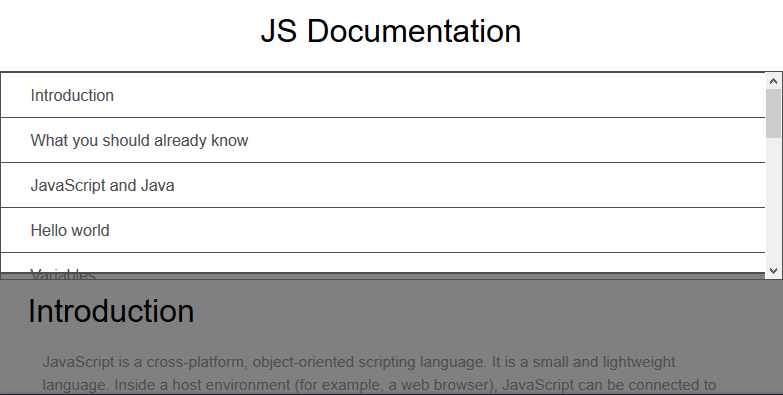 JS Documentation
Introduction
What you should already know
JavaScript and Java
Hello world
Variables
Introduction
JavaScript is a cross-platform, object-oriented scripting language. It is a small and lightweight
language. Inside a host environment (for example, a web browser), JavaScript can be connected to